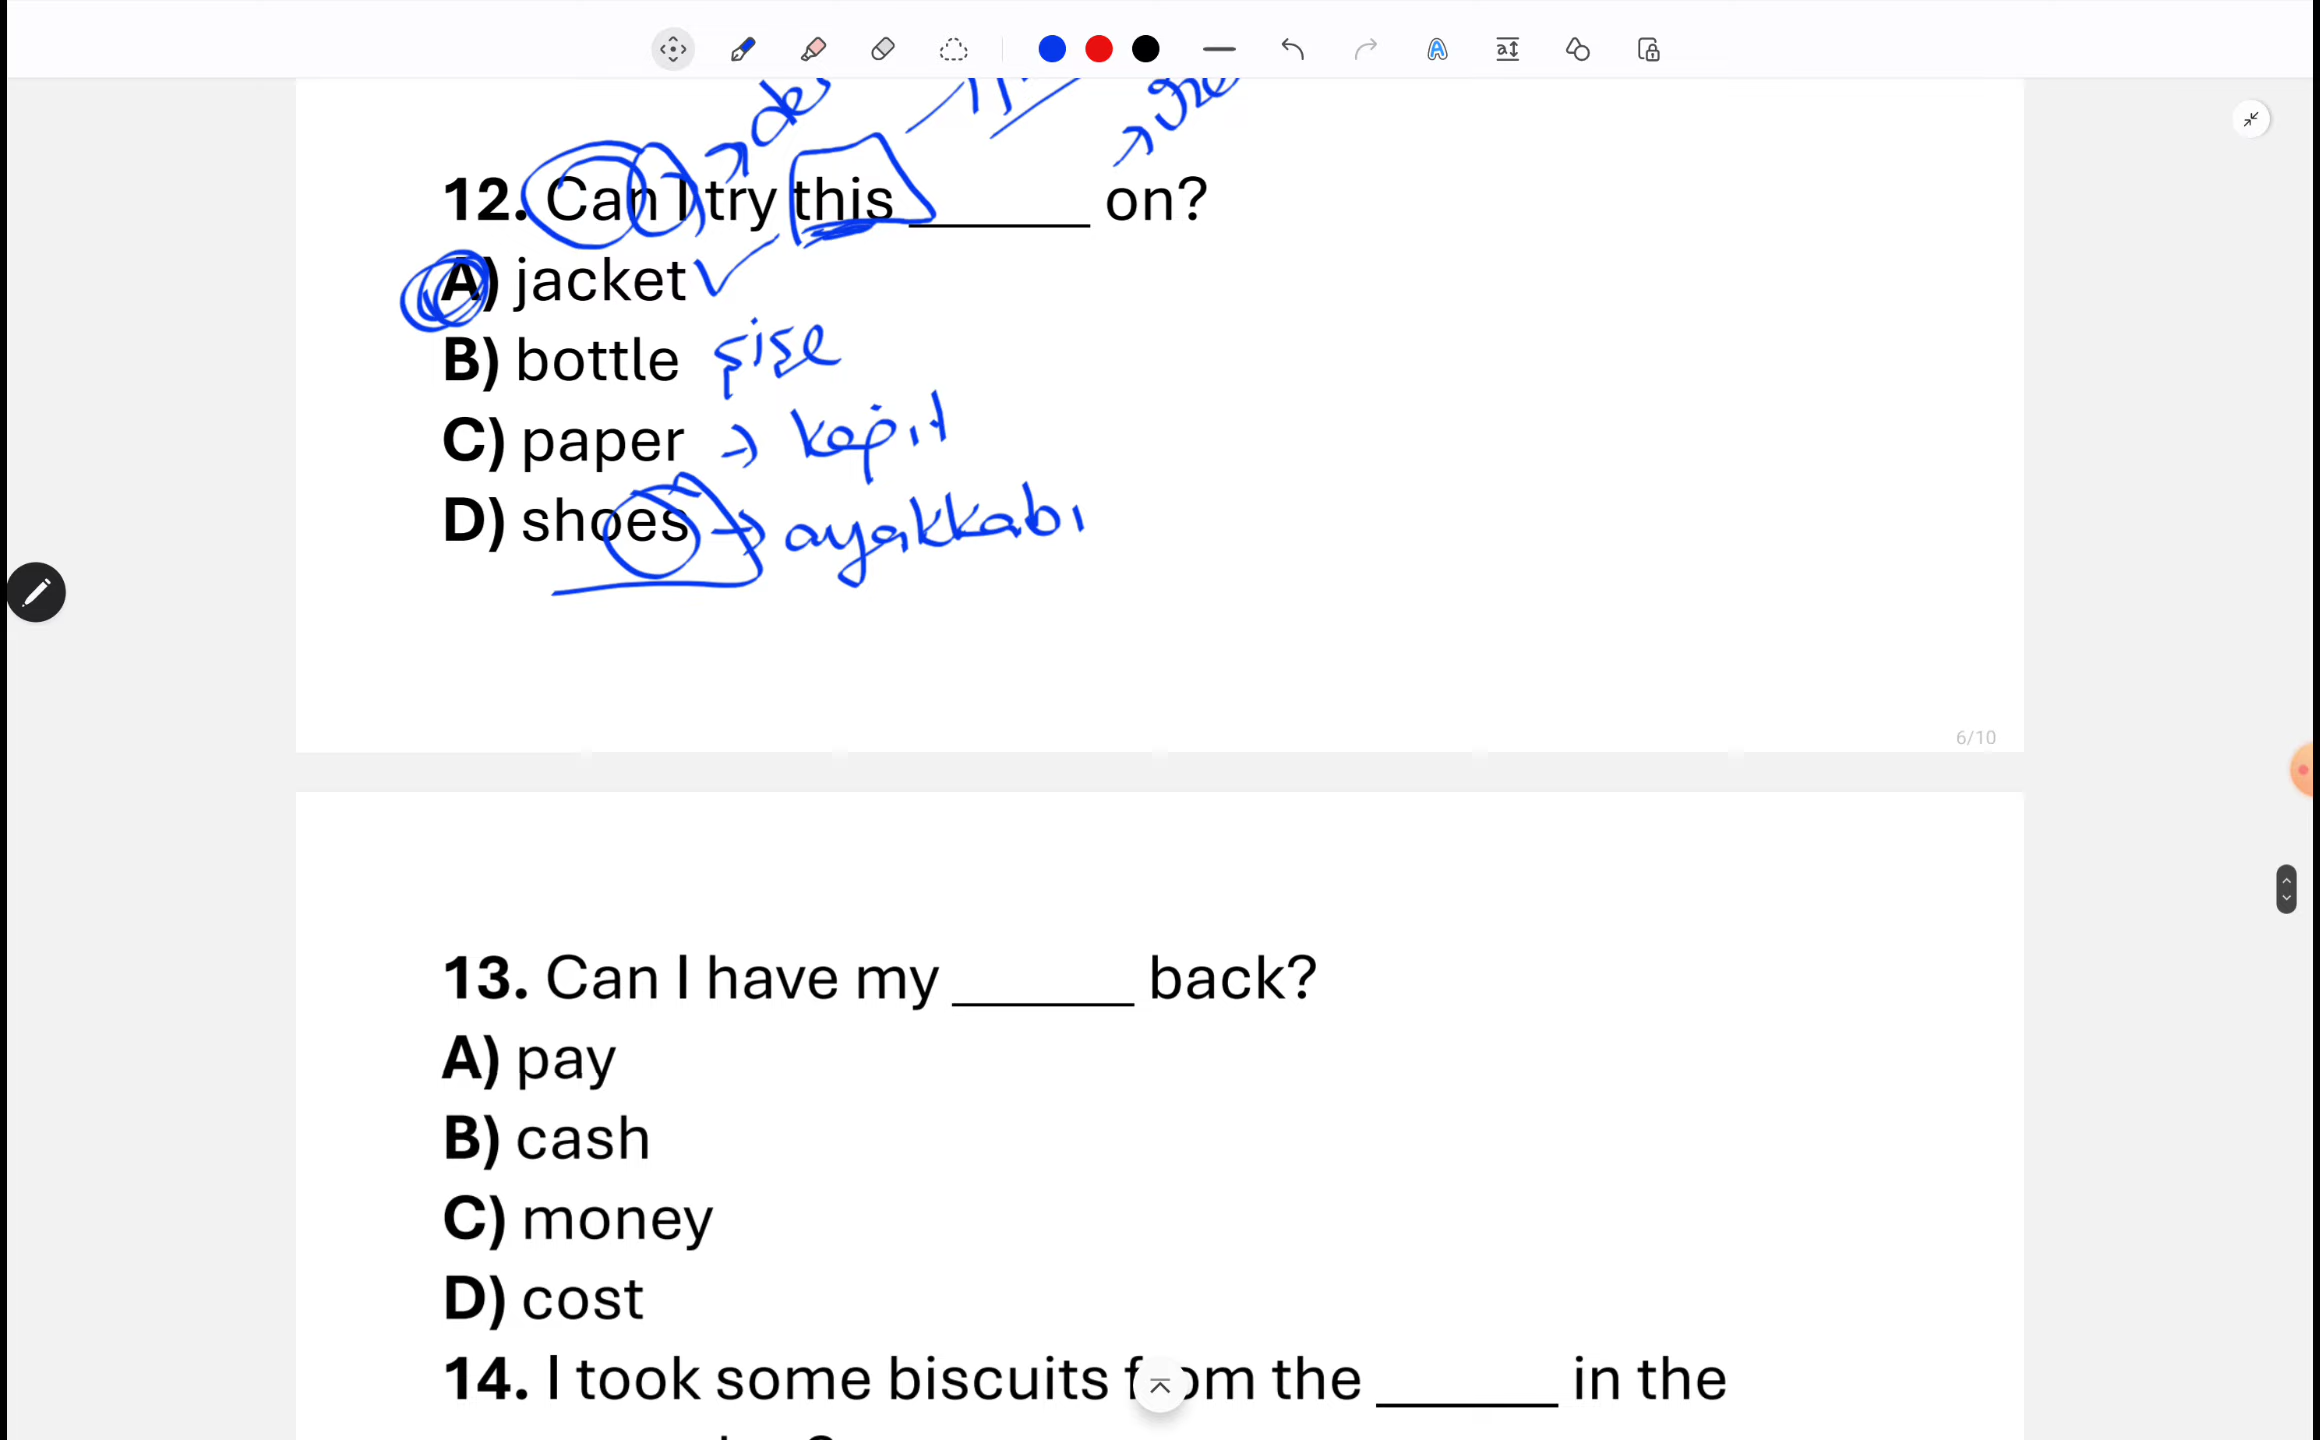 12. Can I try this ______ on?
A) jacket
B) bottle şişe
C) paper → kağıt
D) shoes → ayakkabı
6/10
13. Can I have my ______ back?
A) pay
B) cash
C) money
D) cost
14. I took some biscuits from the ______ in the